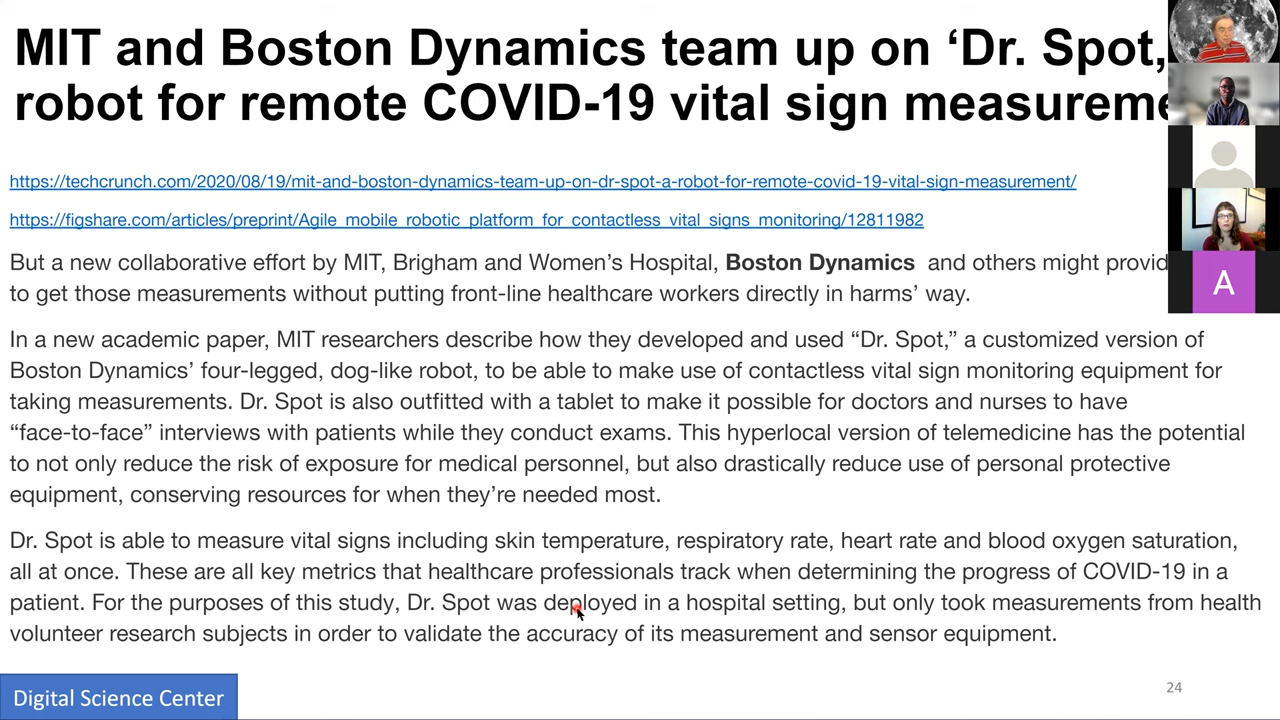 MIT and Boston Dynamics team up on ‘Dr. Spot,
robot for remote COVID-19 vital sign measureme
https://techcrunch.com/2020/08/19/mit-and-boston-dynamics-team-up-on-dr-spot-a-robot-for-remote-covid-19-vital-sign-measurement/
https://figshare.com/articles/preprint/Agile_mobile_robotic_platform_for_contactless_vital_signs_monitoring/12811982
But a new collaborative effort by MIT, Brigham and Women’s Hospital, Boston Dynamics and others might provid
to get those measurements without putting front-line healthcare workers directly in harms’ way.
In a new academic paper, MIT researchers describe how they developed and used “Dr. Spot,” a customized version of
Boston Dynamics’ four-legged, dog-like robot, to be able to make use of contactless vital sign monitoring equipment for
taking measurements. Dr. Spot is also outfitted with a tablet to make it possible for doctors and nurses to have
“face-to-face” interviews with patients while they conduct exams. This hyperlocal version of telemedicine has the potential
to not only reduce the risk of exposure for medical personnel, but also drastically reduce use of personal protective
equipment, conserving resources for when they’re needed most.
Dr. Spot is able to measure vital signs including skin temperature, respiratory rate, heart rate and blood oxygen saturation,
all at once. These are all key metrics that healthcare professionals track when determining the progress of COVID-19 in a
patient. For the purposes of this study, Dr. Spot was deployed in a hospital setting, but only took measurements from health
volunteer research subjects in order to validate the accuracy of its measurement and sensor equipment.
Digital Science Center
24
A